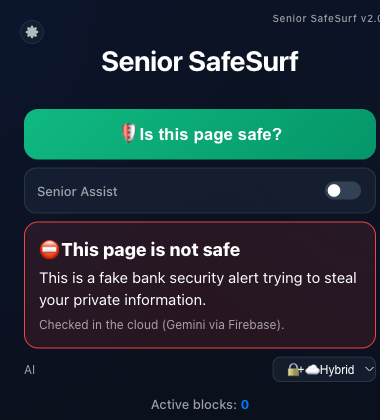 Senior SafeSurf v2.0
Senior SafeSurf
Is this page safe?
Senior Assist
This page is not safe
This is a fake bank security alert trying to steal
your private information.
Checked in the cloud (Gemini via Firebase).
AI
+ Hybrid
Active blocks: 0